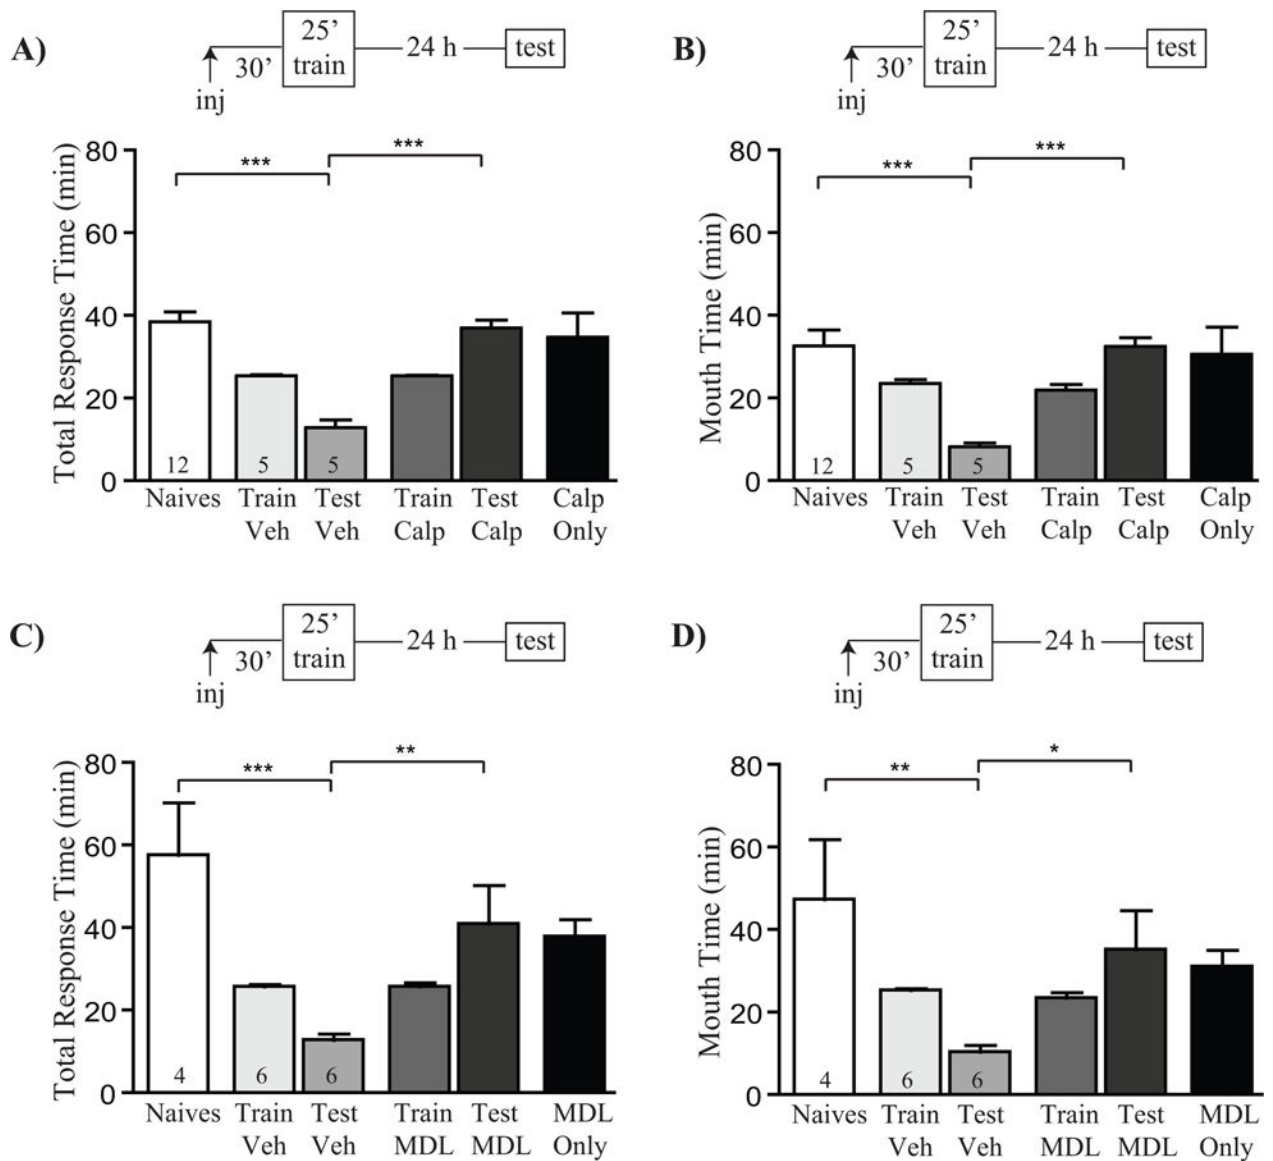 A)
25'
train
30'
24 h
test
inj
Total Response Time (min)
80
60
40
20
0
***
***
12
5
5
Naives
Train
Veh
Test
Veh
Train
Calp
Test
Calp
Calp
Only
B)
25'
train
30'
24 h
test
inj
Mouth Time (min)
80
60
40
20
0
***
***
12
5
5
Naives
Train
Veh
Test
Veh
Train
Calp
Test
Calp
Calp
Only
C)
25'
train
30'
24 h
test
inj
Total Response Time (min)
80
60
40
20
0
***
**
4
6
6
Naives
Train
Veh
Test
Veh
Train
MDL
Test
MDL
MDL
Only
D)
25'
train
30'
24 h
test
inj
Mouth Time (min)
80
60
40
20
0
**
*
4
6
6
Naives
Train
Veh
Test
Veh
Train
MDL
Test
MDL
MDL
Only